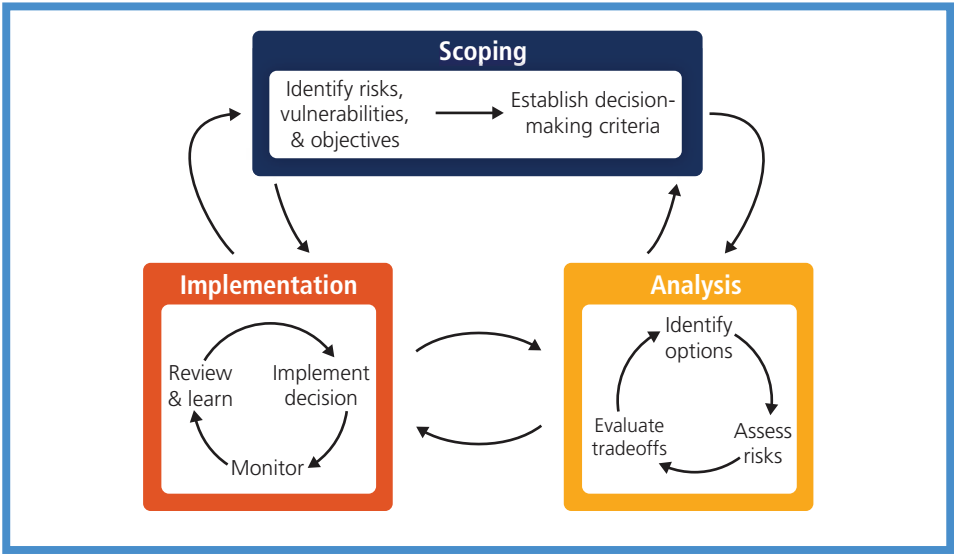 Scoping
Identify risks,
vulnerabilities,
& objectives
Establish decision-
making criteria
Implementation
Review
& learn
Implement
decision
Monitor
Analysis
Identify
options
Evaluate
tradeoffs
Assess
risks